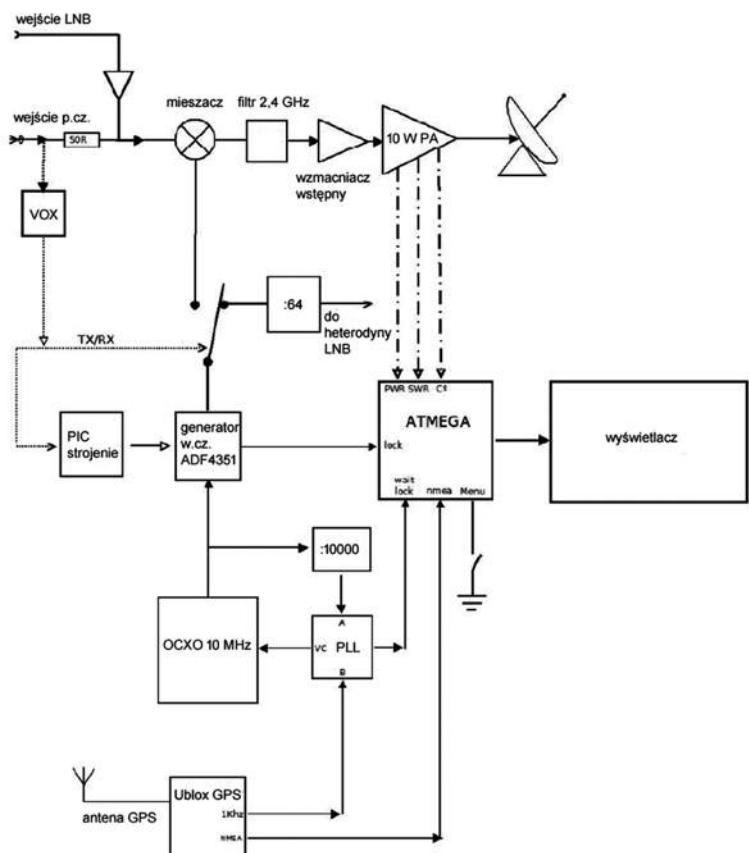 wejście LNB
wejście p.cz.
50R
mieszacz
filtr 2,4 GHz
wzmacniacz
wstępny
10 W PA
VOX
TX/RX
:64
do
heterodyny
LNB
PIC
strojenie
generator
w.cz.
ADF4351
PWR SWR
ATMEGA
lock
wait
lock
nmea
Menu
wyświetlacz
:10000
OCXO 10 MHz
A
VC
PLL
B
antena GPS
Ublox GPS
1Khz
NMEA